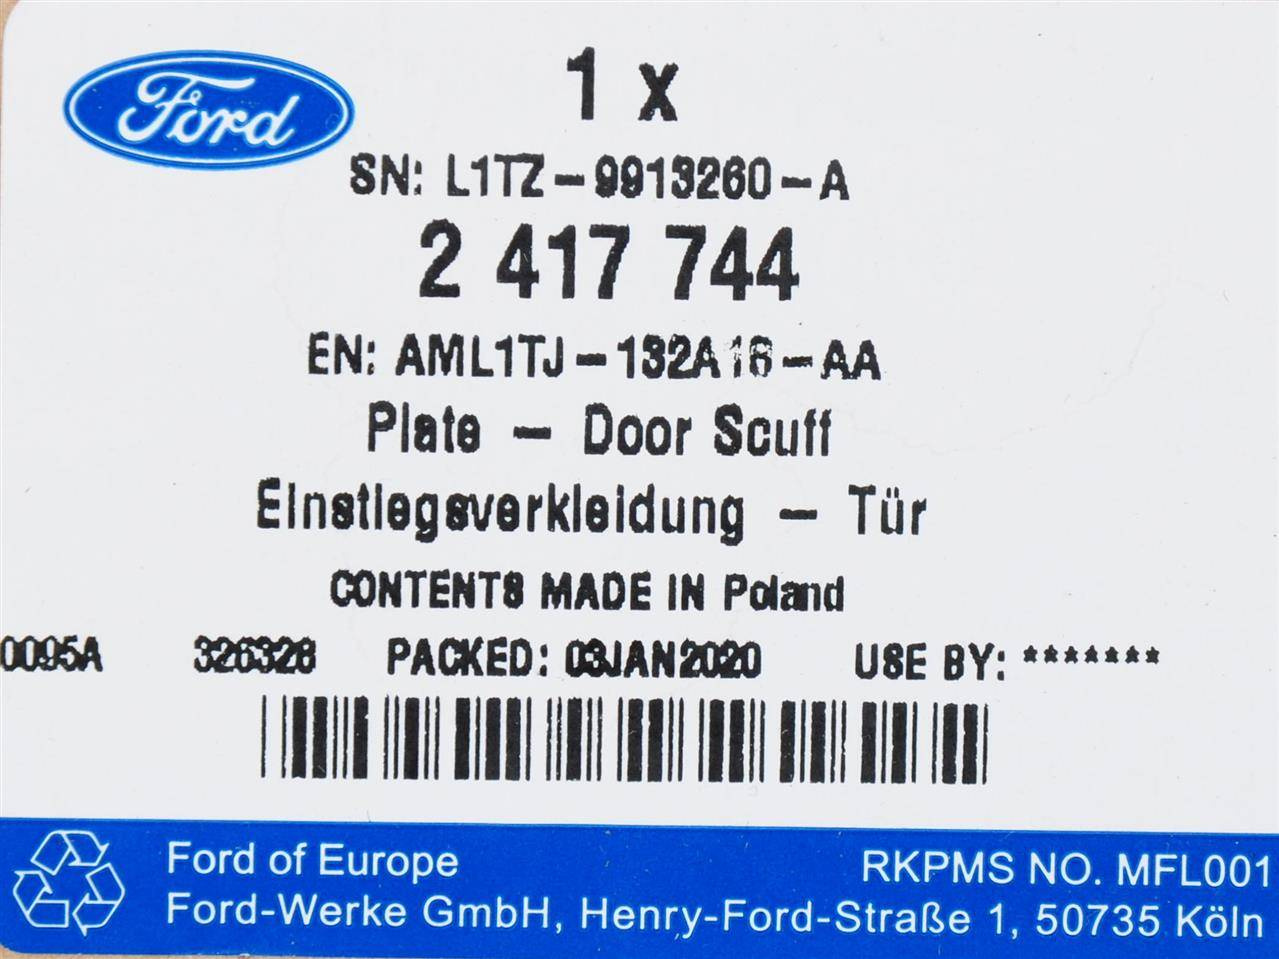 Ford
1 x
SN: L1TZ-9913260-A
2 417 744
EN: AML1TJ-132A16-AA
Plate - Door Scuff
Einstiegsverkleidung - Tür
CONTENTS MADE IN Poland
0095A 326328 PACKED: 03JAN2020 USE BY: *******
Ford of Europe RKPMS NO. MFL001
Ford-Werke GmbH, Henry-Ford-Straße 1, 50735 Köln